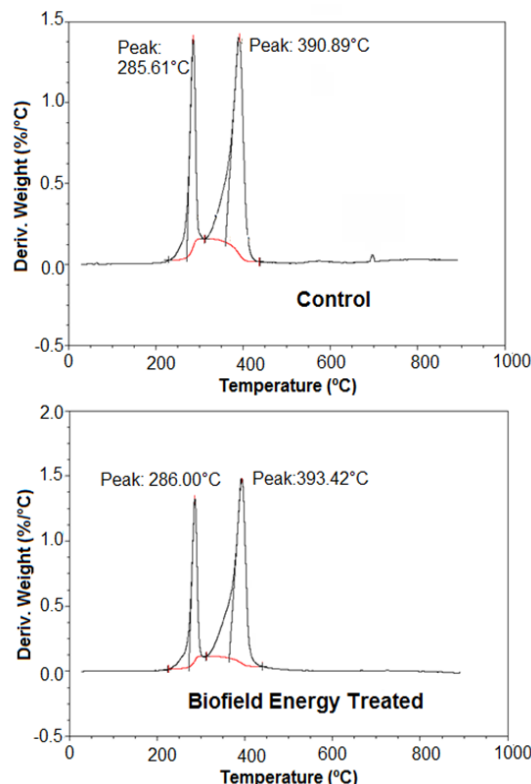 1.5
Peak:
285.61°C
Peak: 390.89°C
1.0
0.5
0.0
-0.5
Deriv. Weight (%/°C)
Control
0
200
400
600
800
1000
Temperature (ºC)
2.0
Peak: 286.00°C
Peak:393.42°C
1.5
1.0
0.5
0.0
-0.5
Deriv. Weight (%/°C)
Biofield Energy Treated
0
200
400
600
800
1000
Temperature (ºC)